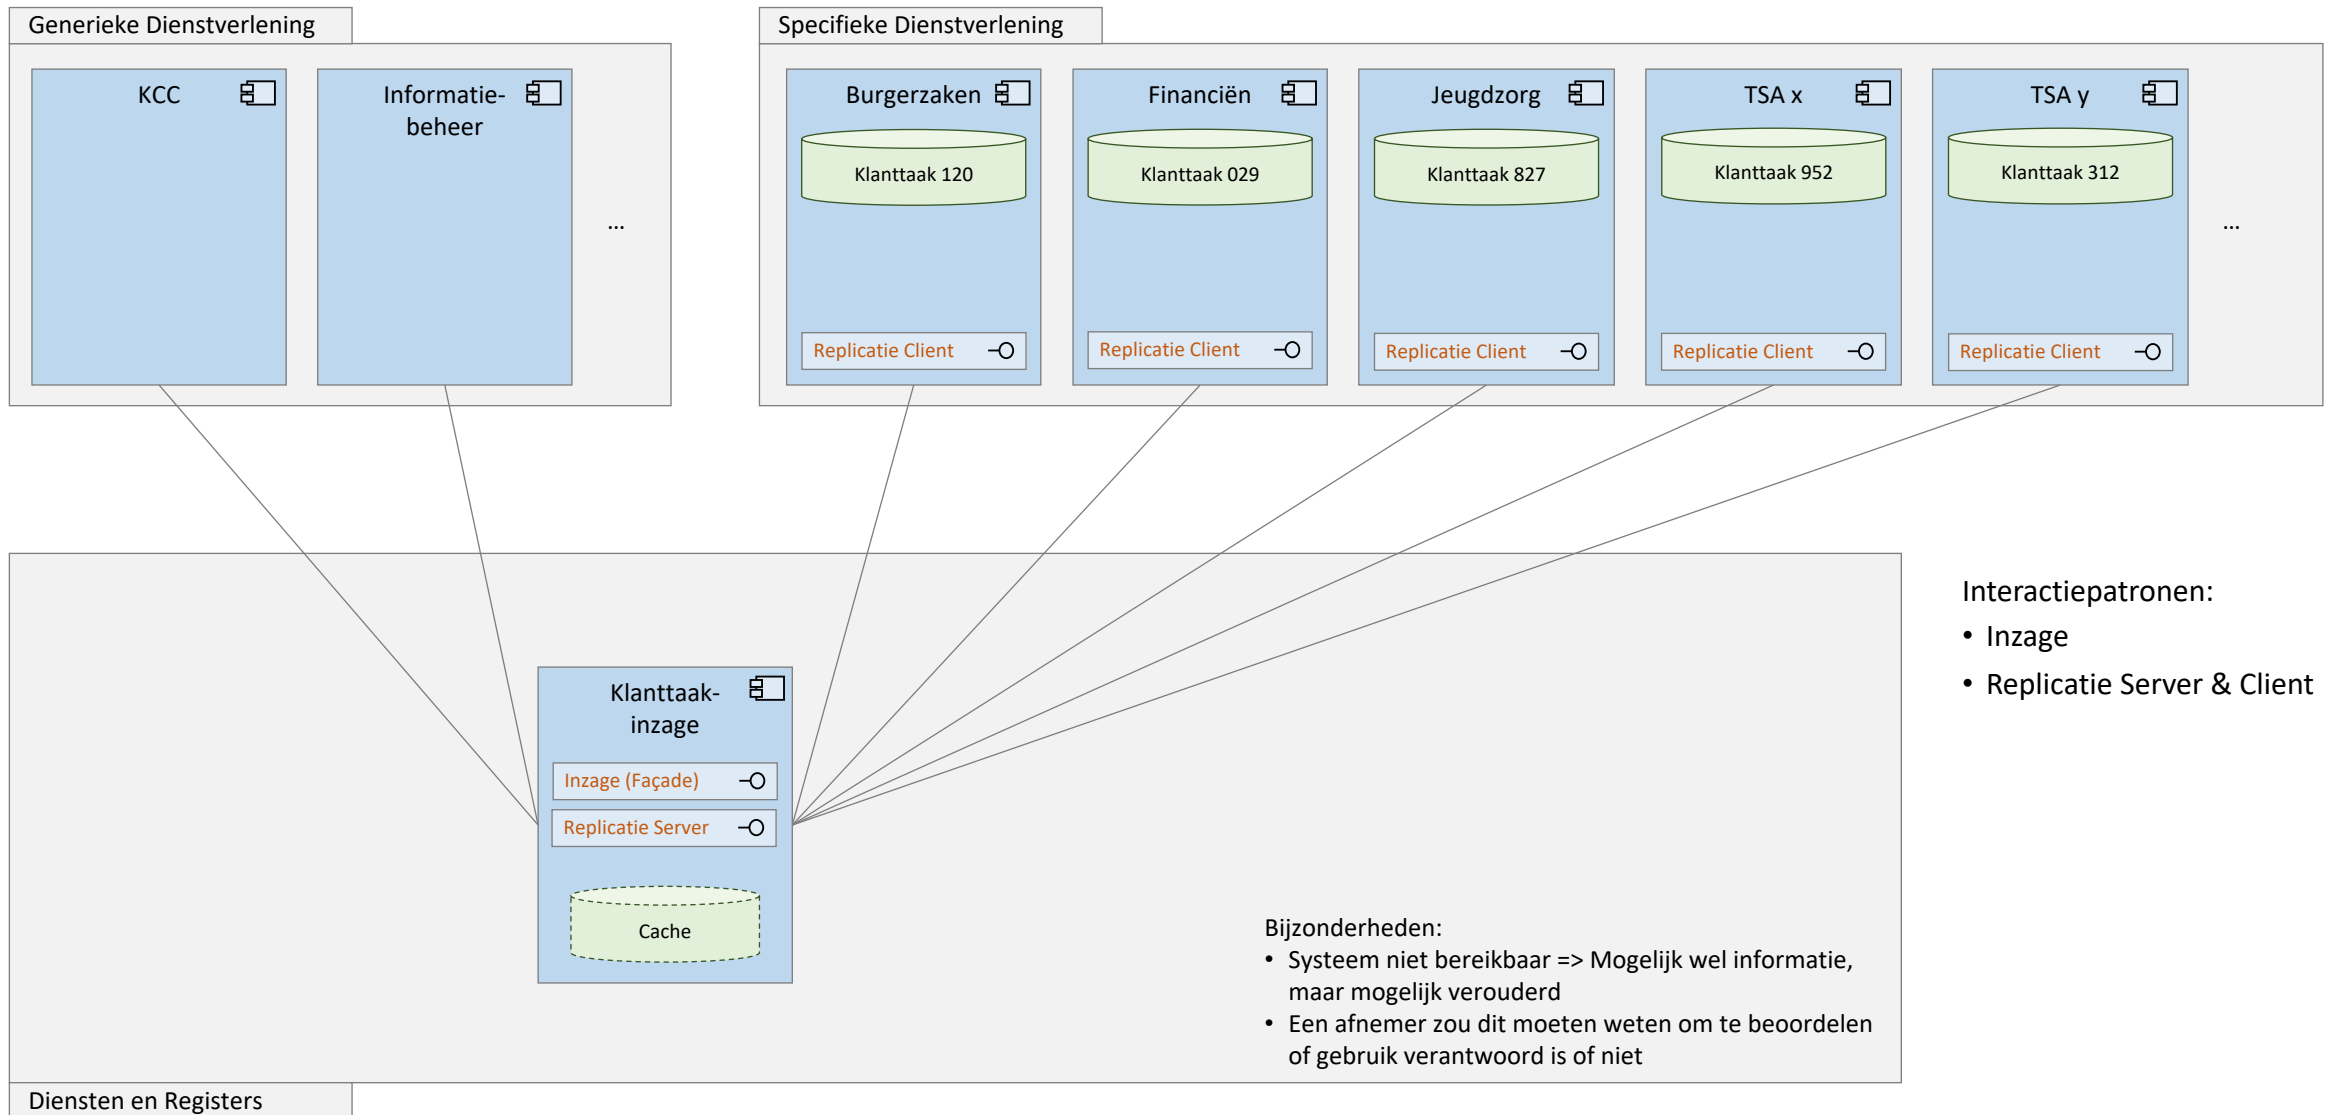 Generieke Dienstverlening
Specifieke Dienstverlening
KCC
Informatie-
beheer
...
Burgerzaken
Klanttaak 120
Replicatie Client
Financiën
Klanttaak 029
Replicatie Client
Jeugdzorg
Klanttaak 827
Replicatie Client
TSA x
Klanttaak 952
Replicatie Client
TSA y
Klanttaak 312
Replicatie Client
...
Interactiepatronen:
• Inzage
• Replicatie Server & Client
Klanttaak-
inzage
Inzage (Façade)
Replicatie Server
Cache
Bijzonderheden:
• Systeem niet bereikbaar => Mogelijk wel informatie,
maar mogelijk verouderd
• Een afnemer zou dit moeten weten om te beoordelen
of gebruik verantwoord is of niet
Diensten en Registers